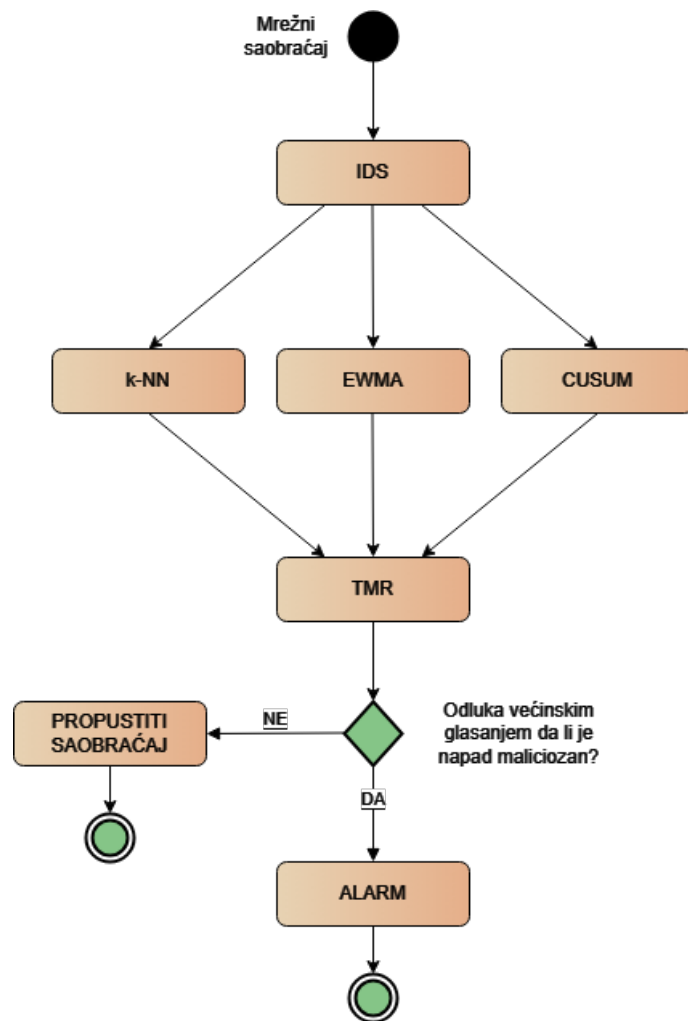 Mrežni
saobraćaj
IDS
k-NN
EWMA
CUSUM
TMR
PROPUSTITI
SAOBRAĆAJ
NE
Odluka većinskim
glasanjem da li je
napad maliciozan?
DA
ALARM